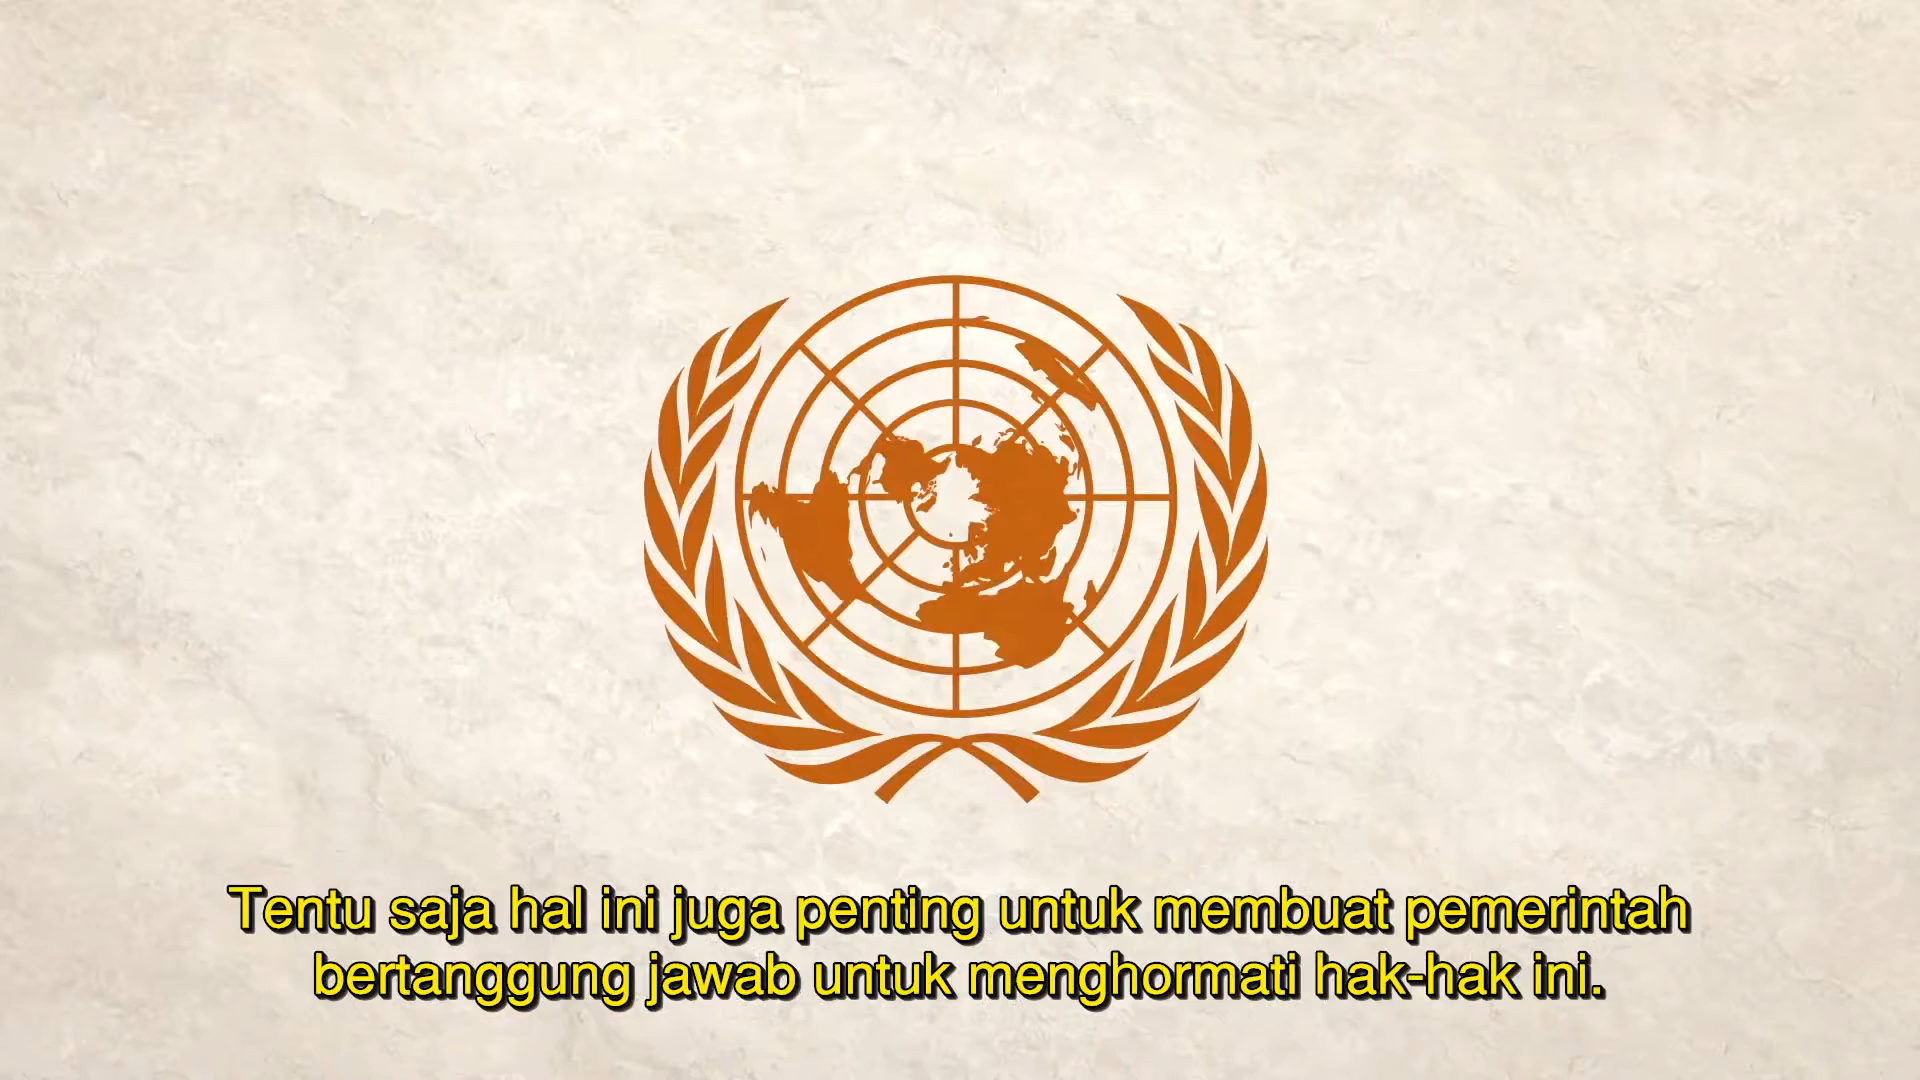 Tentu saja hal ini juga penting untuk membuat pemerintah
bertanggung jawab untuk menghormati hak-hak ini.